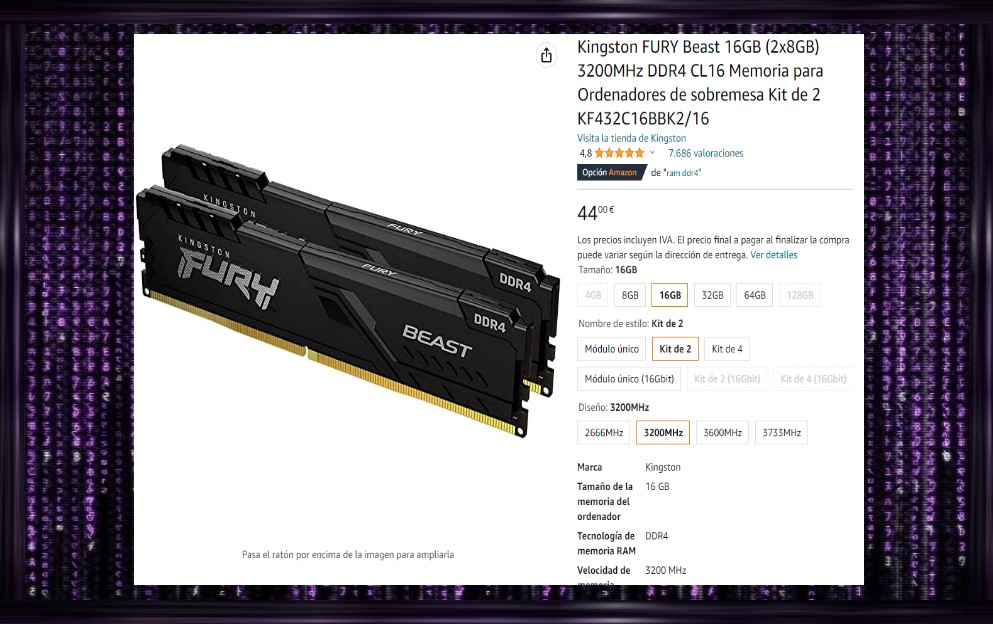 Kingston FURY Beast 16GB (2x8GB)
3200MHz DDR4 CL16 Memoria para
Ordenadores de sobremesa Kit de 2
KF432C16BBK2/16
Visita la tienda de Kingston
4,8 7.686 valoraciones
Opción Amazon de "ram ddr4"
44,00 €
Los precios incluyen IVA. El precio final a pagar al finalizar la compra
puede variar según la dirección de entrega. Ver detalles
Tamaño: 16GB
4GB 8GB 16GB 32GB 64GB 128GB
Nombre de estilo: Kit de 2
Módulo único Kit de 2 Kit de 4
Módulo único (16Gbit) Kit de 2 (16Gbit) Kit de 4 (16Gbit)
Diseño: 3200MHz
2666MHz 3200MHz 3600MHz 3733MHz
Marca Kingston
Tamaño de la 16 GB
memoria del
ordenador
Tecnología de DDR4
memoria RAM
Velocidad de 3200 MHz
memoria
KINGSTON
FURY
DDR4
KINGSTON
FURY
FURY
DDR4
BEAST
Pasa el ratón por encima de la imagen para ampliarla